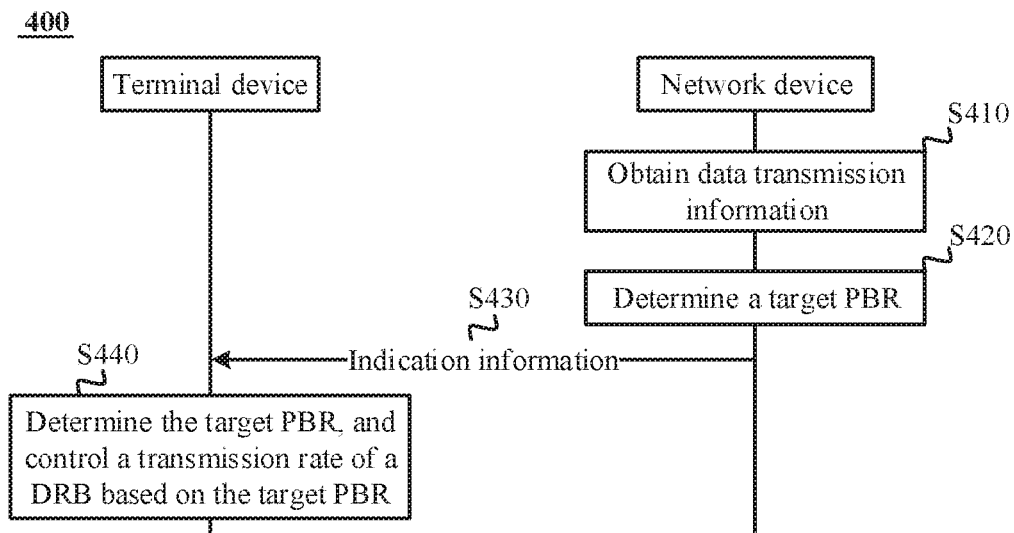 400
Terminal device
Network device
S410
Obtain data transmission
information
S420
Determine a target PBR
S430
Indication information
S440
Determine the target PBR, and
control a transmission rate of a
DRB based on the target PBR